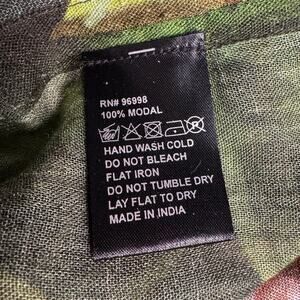 RN# 96998
100% MODAL
HAND WASH COLD
DO NOT BLEACH
FLAT IRON
DO NOT TUMBLE DRY
LAY FLAT TO DRY
MADE IN INDIA